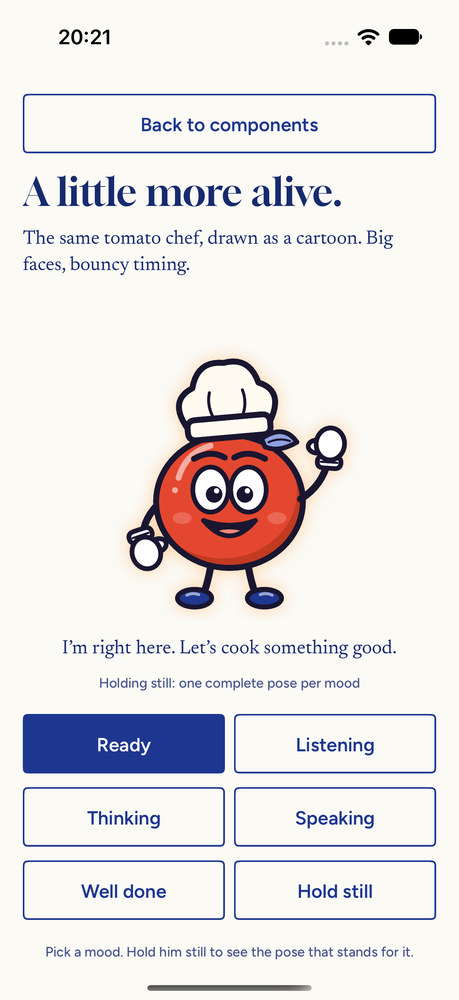 20:21
Back to components
A little more alive.
The same tomato chef, drawn as a cartoon. Big
faces, bouncy timing.
I’m right here. Let’s cook something good.
Holding still: one complete pose per mood
Ready
Listening
Thinking
Speaking
Well done
Hold still
Pick a mood. Hold him still to see the pose that stands for it.